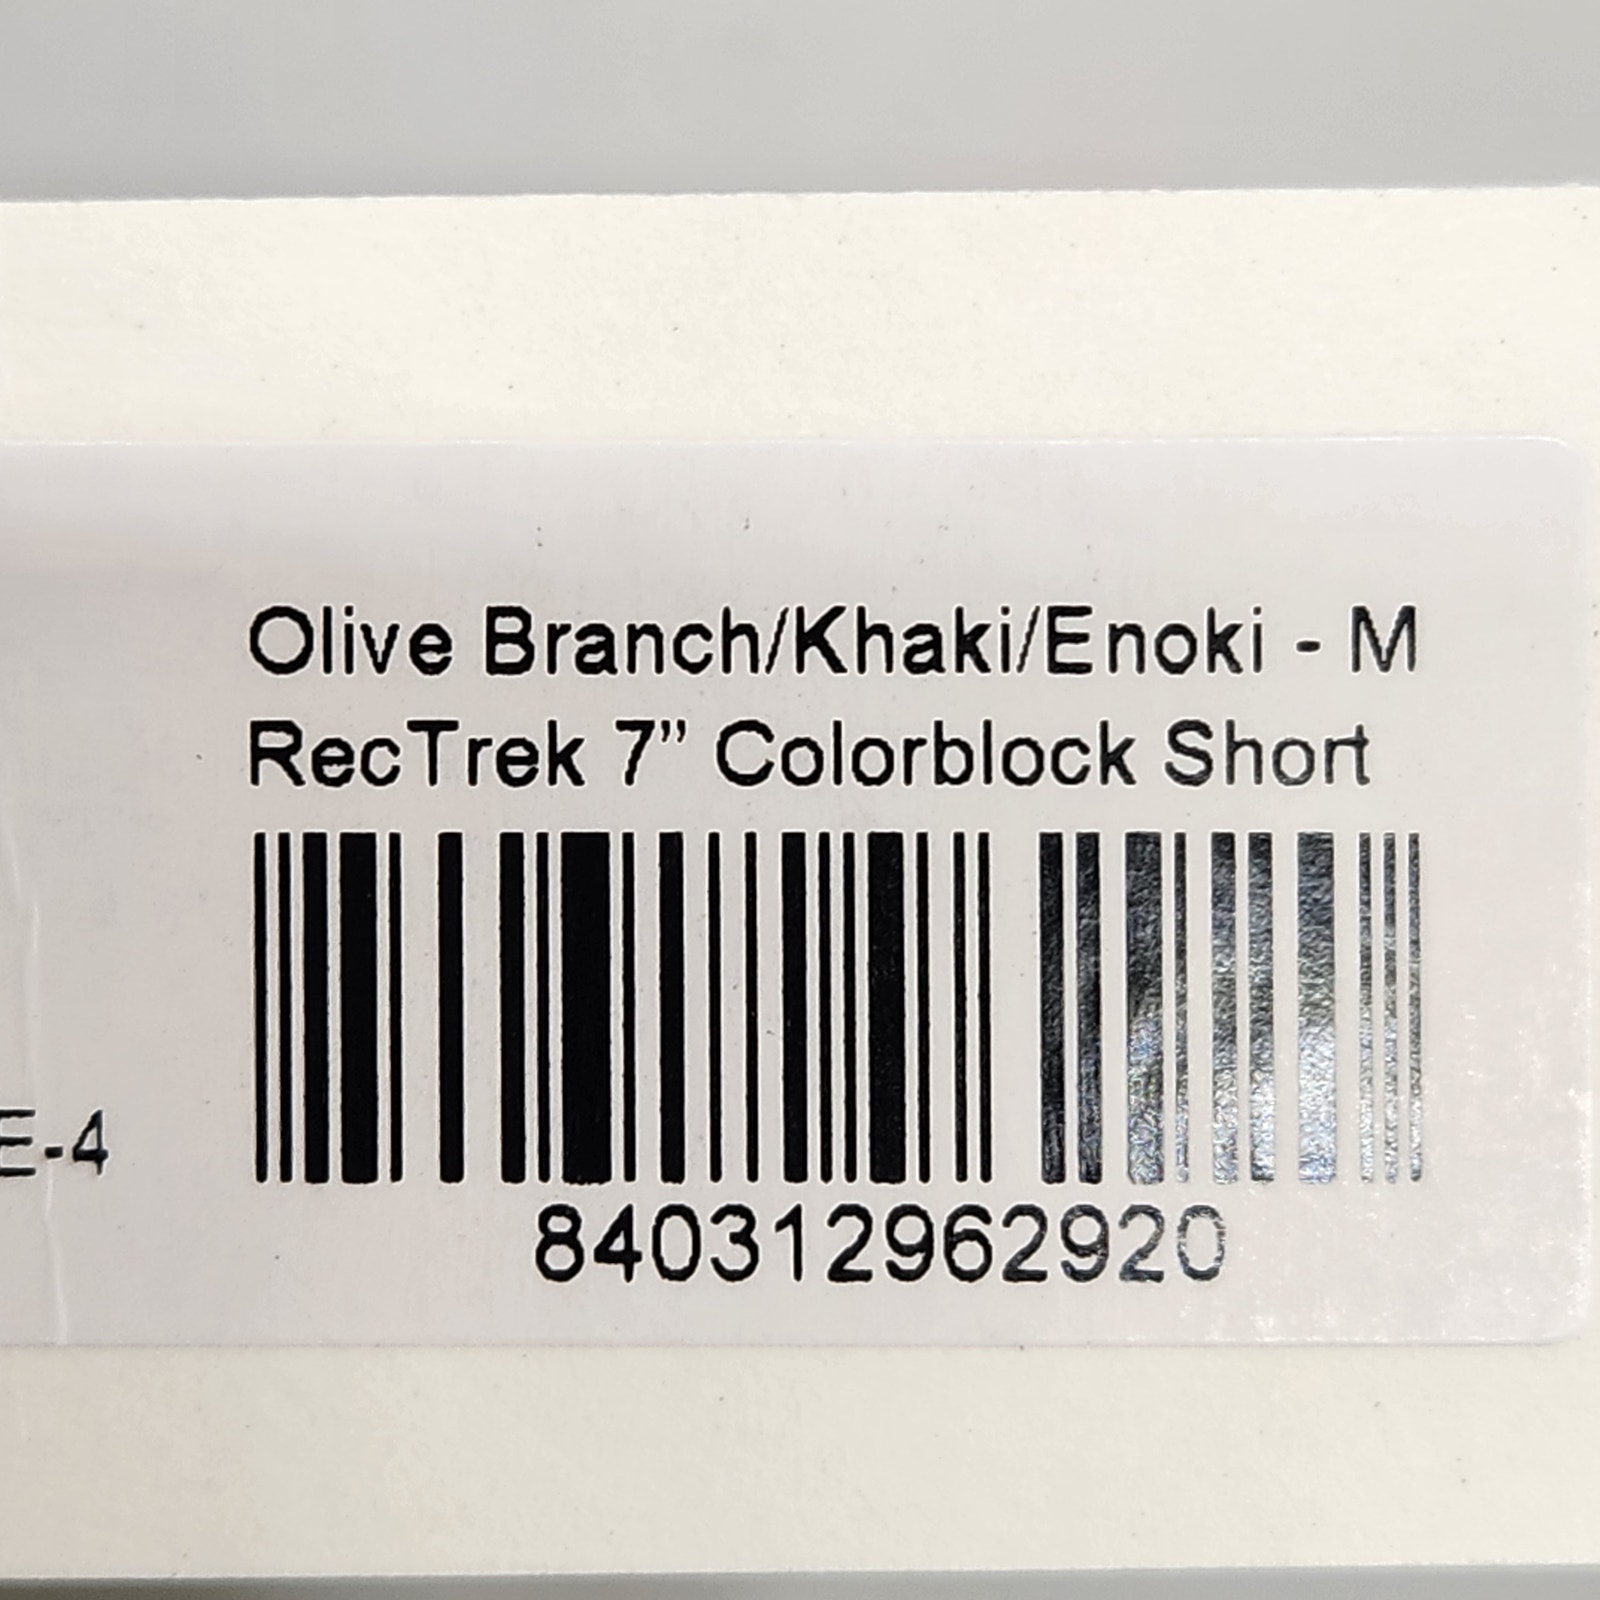 Olive Branch/Khaki/Enoki - M
RecTrek 7” Colorblock Short
E-4
840312962920